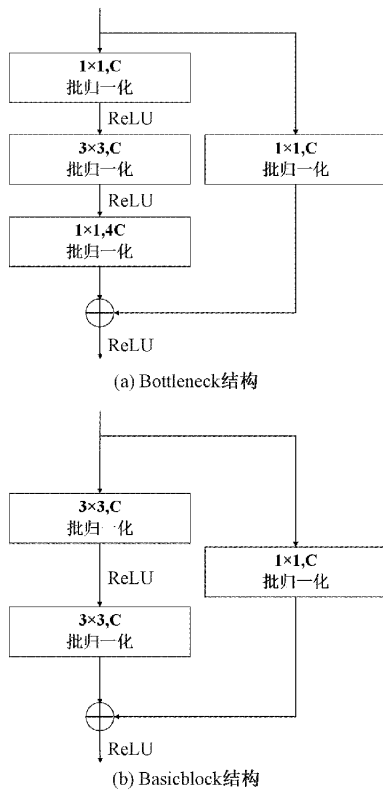 1×1,C
批归一化
ReLU
3×3,C
批归一化
ReLU
1×1,4C
批归一化
1×1,C
批归一化
ReLU
(a) Bottleneck结构
3×3,C
批归一化
ReLU
3×3,C
批归一化
1×1,C
批归一化
ReLU
(b) Basicblock结构